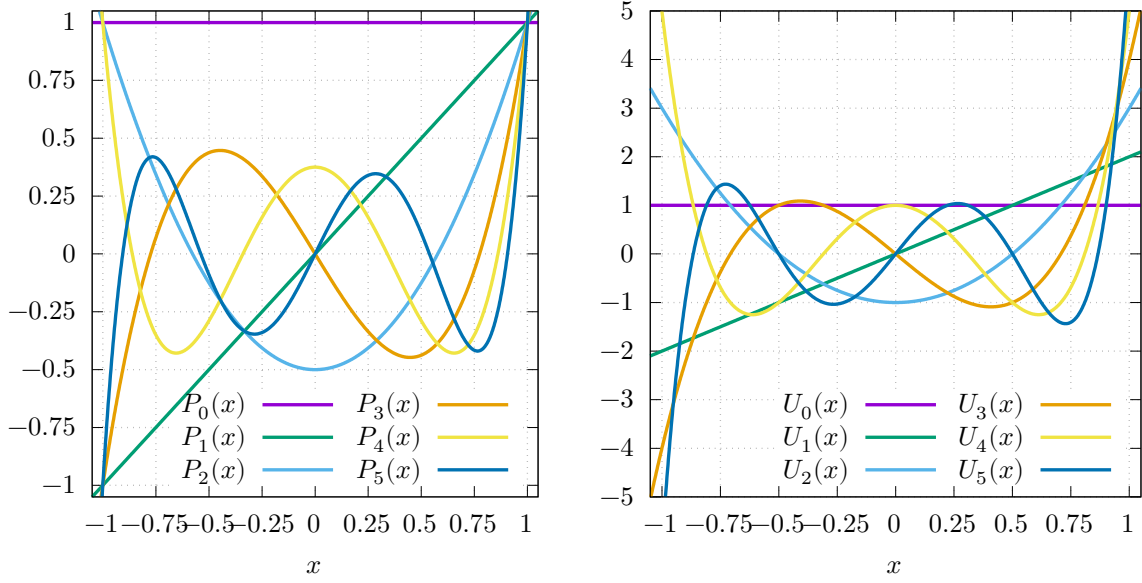 1
0.75
0.5
0.25
0
−0.25
−0.5
−0.75
−1
−1 −0.75 −0.5 −0.25 0 0.25 0.5 0.75 1
x
P₀(x) P₃(x)
P₁(x) P₄(x)
P₂(x) P₅(x)
5
4
3
2
1
0
−1
−2
−3
−4
−5
−1 −0.75 −0.5 −0.25 0 0.25 0.5 0.75 1
x
U₀(x) U₃(x)
U₁(x) U₄(x)
U₂(x) U₅(x)